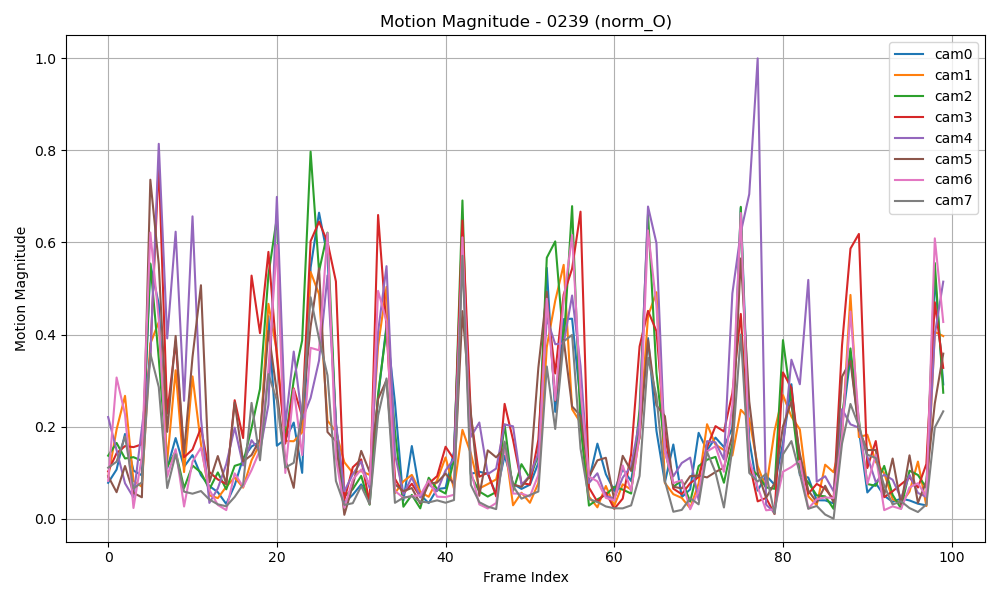 Motion Magnitude - 0239 (norm_O)
Motion Magnitude
1.0
0.8
0.6
0.4
0.2
0.0
0
20
40
60
80
100
Frame Index
cam0
cam1
cam2
cam3
cam4
cam5
cam6
cam7